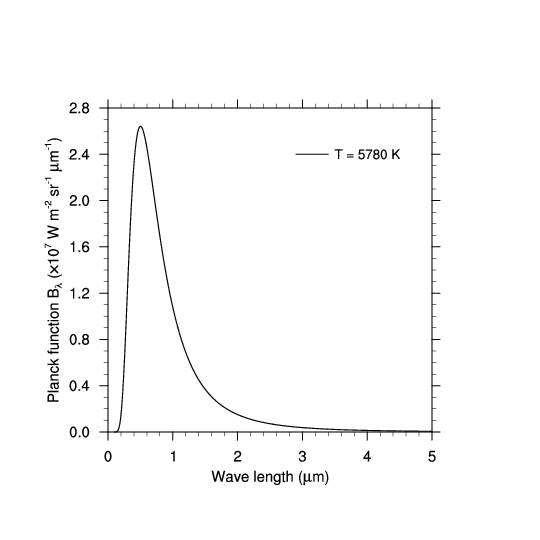 2.8
2.4
2.0
1.6
1.2
0.8
0.4
0.0
Planck function Bλ (×10⁷ W m⁻² sr⁻¹ μm⁻¹)
T = 5780 K
0 1 2 3 4 5
Wave length (μm)